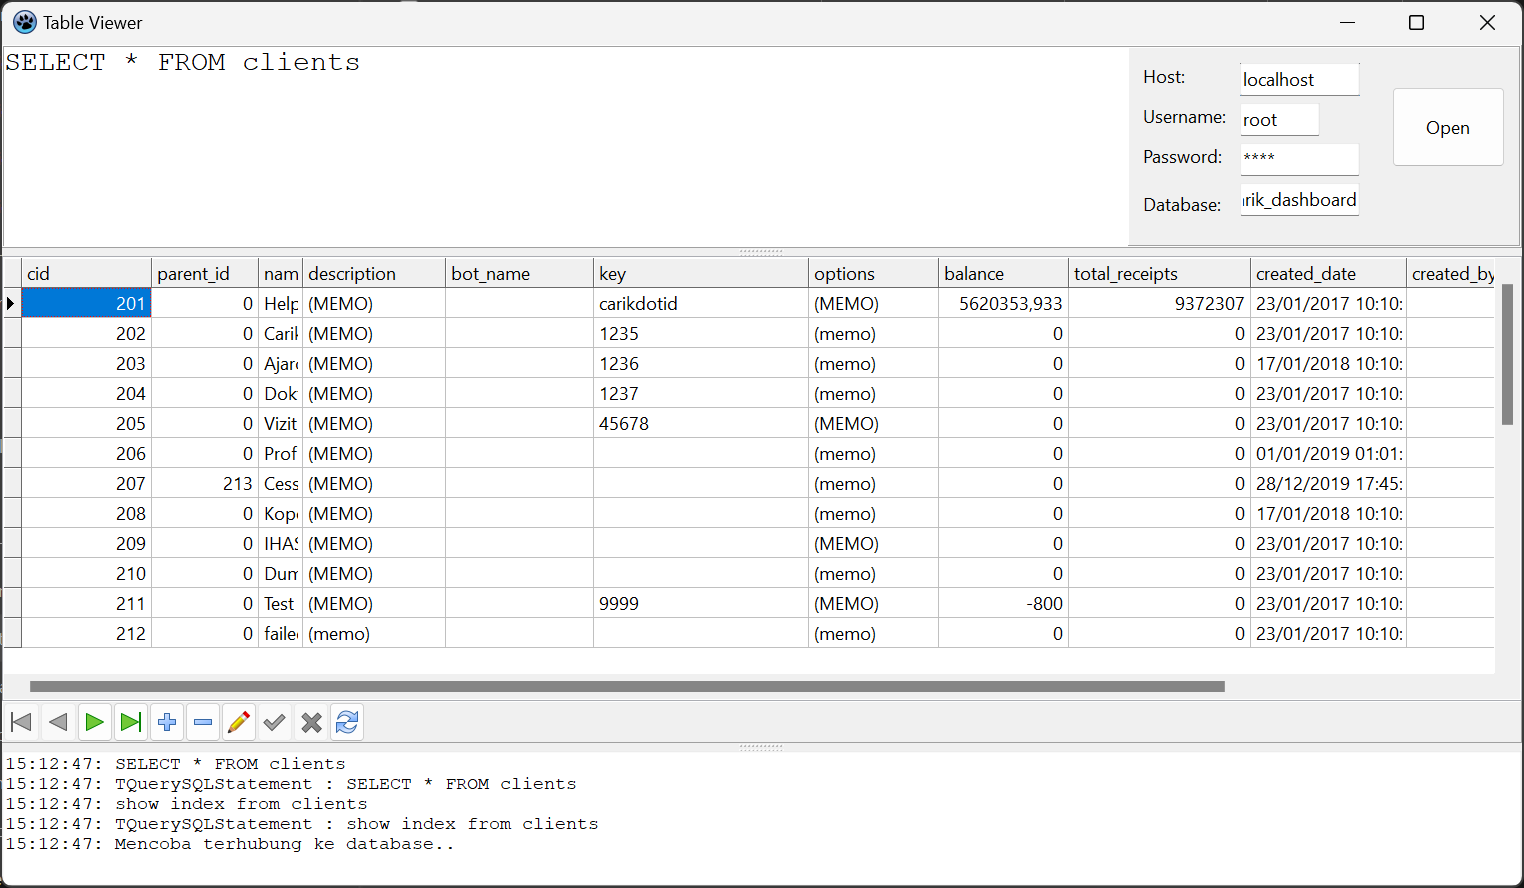 Table Viewer
SELECT * FROM clients
Host: localhost
Username: root
Password: ****
Database: rik_dashboard
Open
cid parent_id nam description bot_name key options balance total_receipts created_date created_by
201 0 Help (MEMO) carikdotid (MEMO) 5620353,933 9372307 23/01/2017 10:10:
202 0 Carik (MEMO) 1235 (memo) 0 0 23/01/2017 10:10:
203 0 Ajar (MEMO) 1236 (memo) 0 0 17/01/2018 10:10:
204 0 Dok (MEMO) 1237 (memo) 0 0 23/01/2017 10:10:
205 0 Vizit (MEMO) 45678 (MEMO) 0 0 23/01/2017 10:10:
206 0 Prof (MEMO) (memo) 0 0 01/01/2019 01:01:
207 213 Cess (MEMO) (memo) 0 0 28/12/2019 17:45:
208 0 Kop (MEMO) (memo) 0 0 17/01/2018 10:10:
209 0 IHAS (MEMO) (MEMO) 0 0 23/01/2017 10:10:
210 0 Dum (MEMO) (memo) 0 0 23/01/2017 10:10:
211 0 Test (MEMO) 9999 (MEMO) -800 0 23/01/2017 10:10:
212 0 faile (memo) (memo) 0 0 23/01/2017 10:10:
15:12:47: SELECT * FROM clients
15:12:47: TQuerySQLStatement : SELECT * FROM clients
15:12:47: show index from clients
15:12:47: TQuerySQLStatement : show index from clients
15:12:47: Mencoba terhubung ke database..